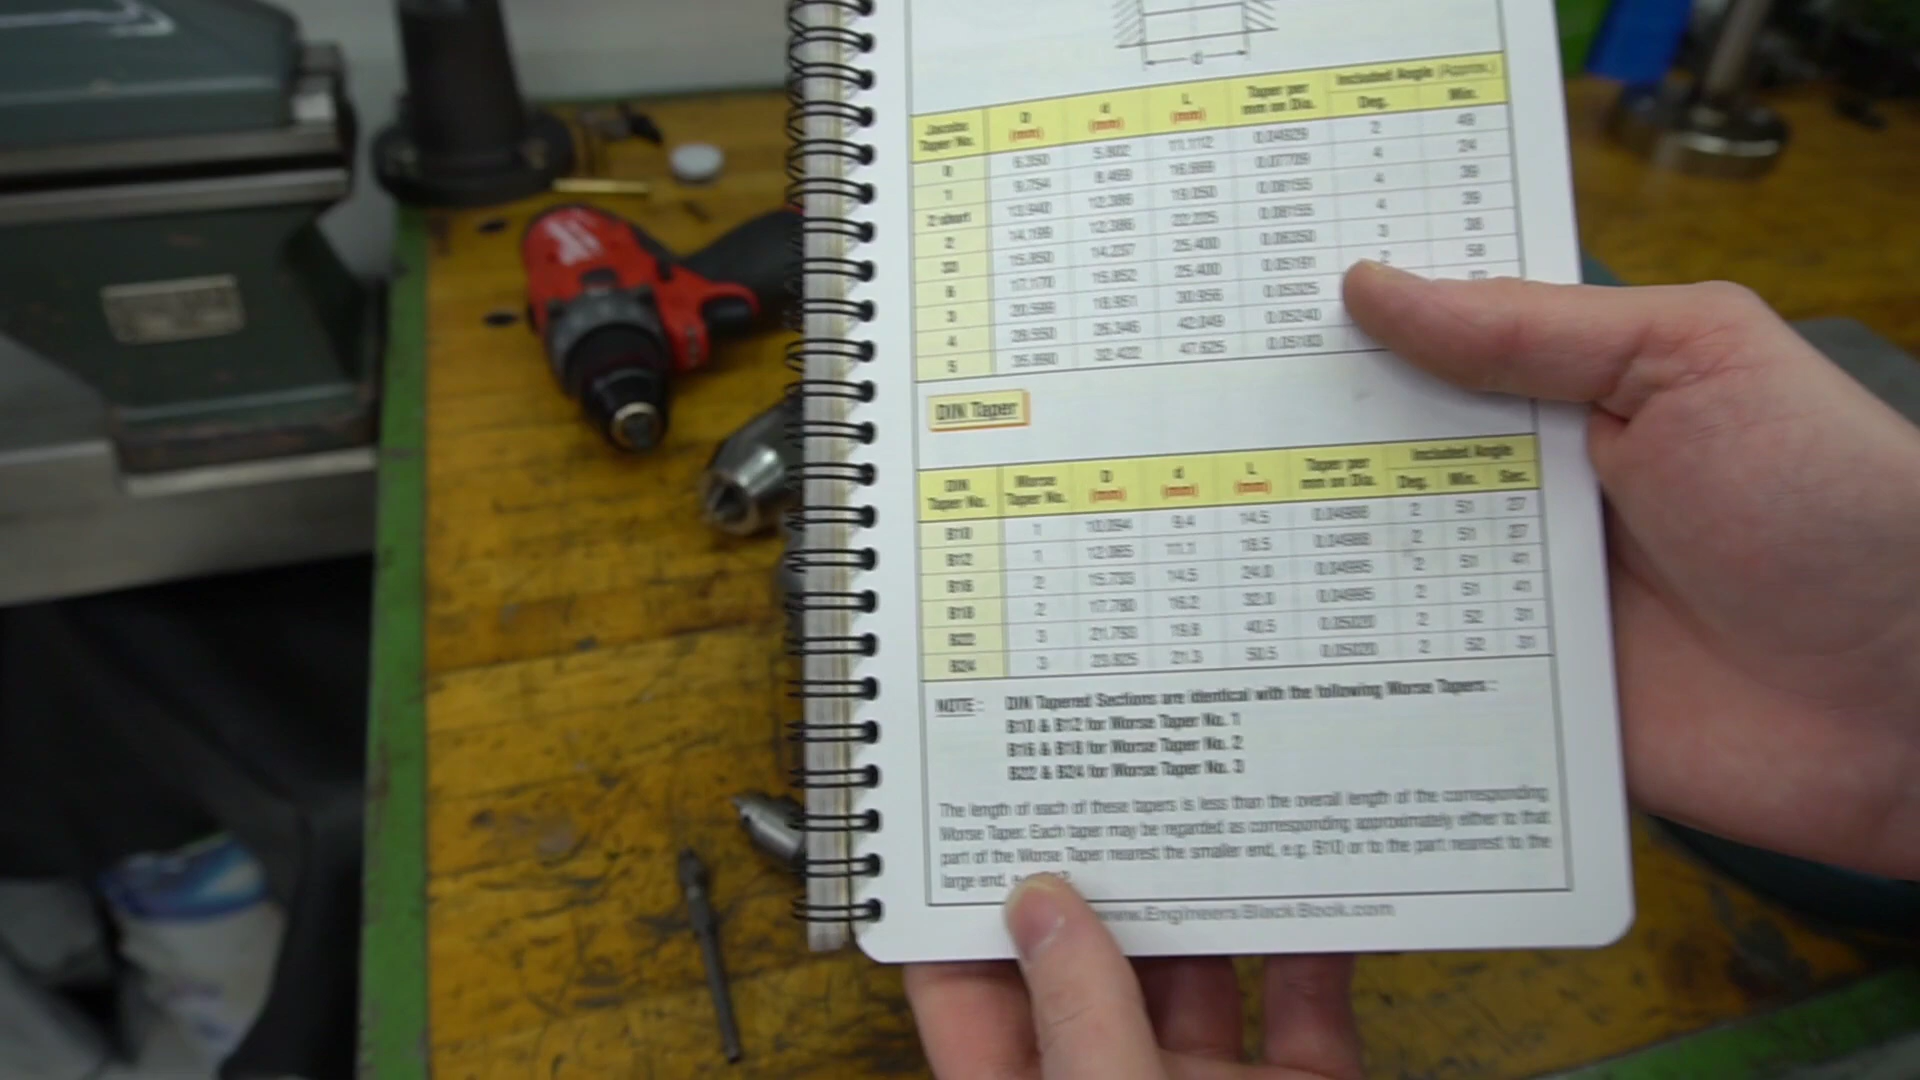 d
Jacobs Taper No. D (mm) d (mm) L (mm) Taper per mm on Dia. Included Angle (Approx.) Deg. Min.
0 6.350 5.802 11.112 0.04929 2 49
1 9.754 8.469 16.669 0.07709 4 24
2 short 13.940 12.386 19.050 0.08155 4 39
2 14.199 12.386 22.225 0.08155 4 39
33 15.850 14.237 25.400 0.06350 3 38
6 17.170 15.852 25.400 0.05191 2 58
3 20.599 18.951 30.956 0.05325
4 28.550 26.346 42.049 0.05240
5 35.890 32.422 47.625 0.05183
DIN Taper
DIN Taper No. Morse Taper No. D (mm) d (mm) L (mm) Taper per mm on Dia. Included Angle Deg. Min. Sec.
B10 1 10.094 9.4 14.5 0.04988 2 51 27
B12 1 12.065 11.1 18.5 0.04988 2 51 27
B16 2 15.733 14.5 24.0 0.04995 2 51 41
B18 2 17.780 16.2 32.0 0.04995 2 51 41
B22 3 21.793 19.8 40.5 0.05020 2 52 31
B24 3 23.825 21.3 50.5 0.05020 2 52 31
NOTE: DIN Tapered Sections are identical with the following Morse Tapers:
B10 & B12 for Morse Taper No. 1
B16 & B18 for Morse Taper No. 2
B22 & B24 for Morse Taper No. 3
The length of each of these tapers is less than the overall length of the corresponding
Morse Taper. Each taper may be regarded as corresponding approximately either to that
part of the Morse Taper nearest the smaller end, e.g. B10 or to the part nearest to the
large end,
www.EngineersBlackBook.com